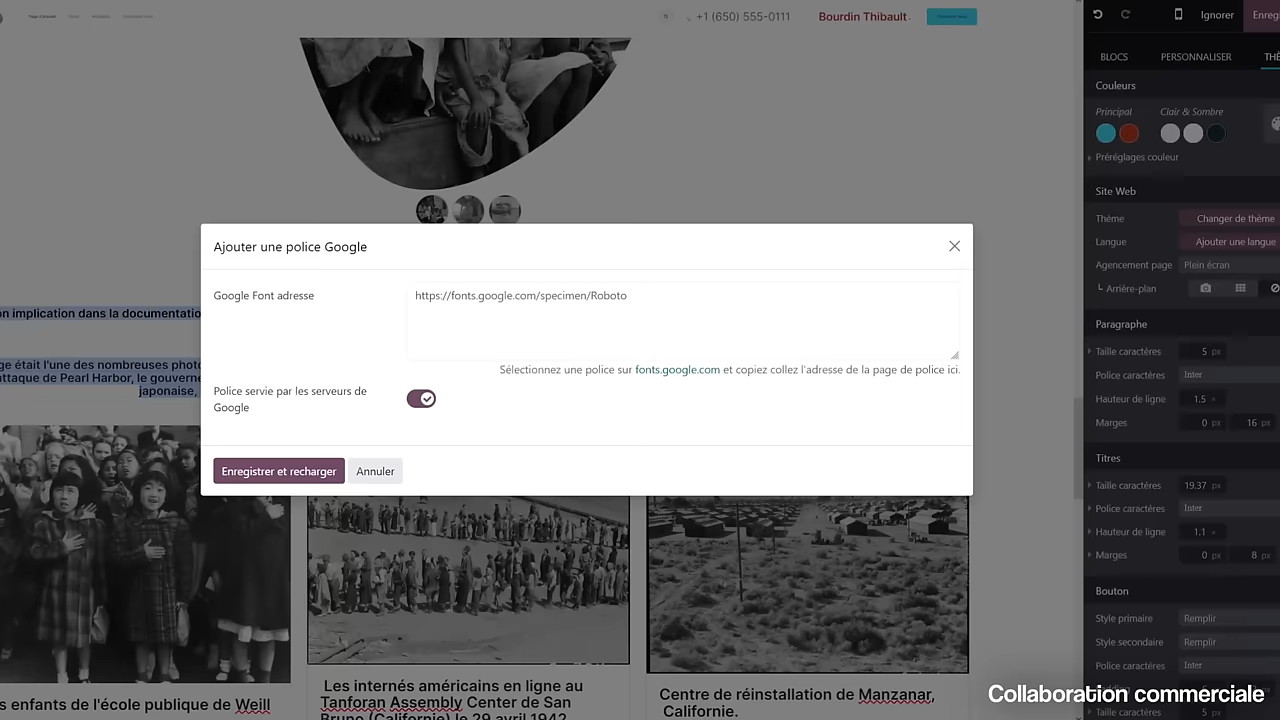 Page d'accueil
+1 (650) 555-0111
Bourdin Thibault
Ignorer
Enreg
BLOCS
PERSONNALISER
THÈ
Couleurs
Principal
Clair & Sombre
Préréglages couleur
Site Web
Thème
Changer de thème
Langue
Ajouter une langue
Agencement page
Plein écran
Arrière-plan
Paragraphe
Taille caractères
5 px
Police caractères
Inter
Hauteur de ligne
1.5 ×
Marges
0 px
16 px
Titres
Taille caractères
19.37 px
Police caractères
Inter
Hauteur de ligne
1.1 ×
Marges
0 px
8 px
Bouton
Style primaire
Remplir
Style secondaire
Remplir
Police caractères
Inter
Taille caractères
5 px
Ajouter une police Google
Google Font adresse
https://fonts.google.com/specimen/Roboto
Sélectionnez une police sur fonts.google.com et copiez collez l'adresse de la page de police ici.
Police servie par les serveurs de
Google
Enregistrer et recharger
Annuler
on implication dans la documentatio
ge était l'une des nombreuses photo
attaque de Pearl Harbor, le gouverne
japonaise,
s enfants de l'école publique de Weill
Les internés américains en ligne au
Tanforan Assembly Center de San
Bruno (Californie) le 29 avril 1942
Centre de réinstallation de Manzanar,
Californie.
Collaboration commerciale